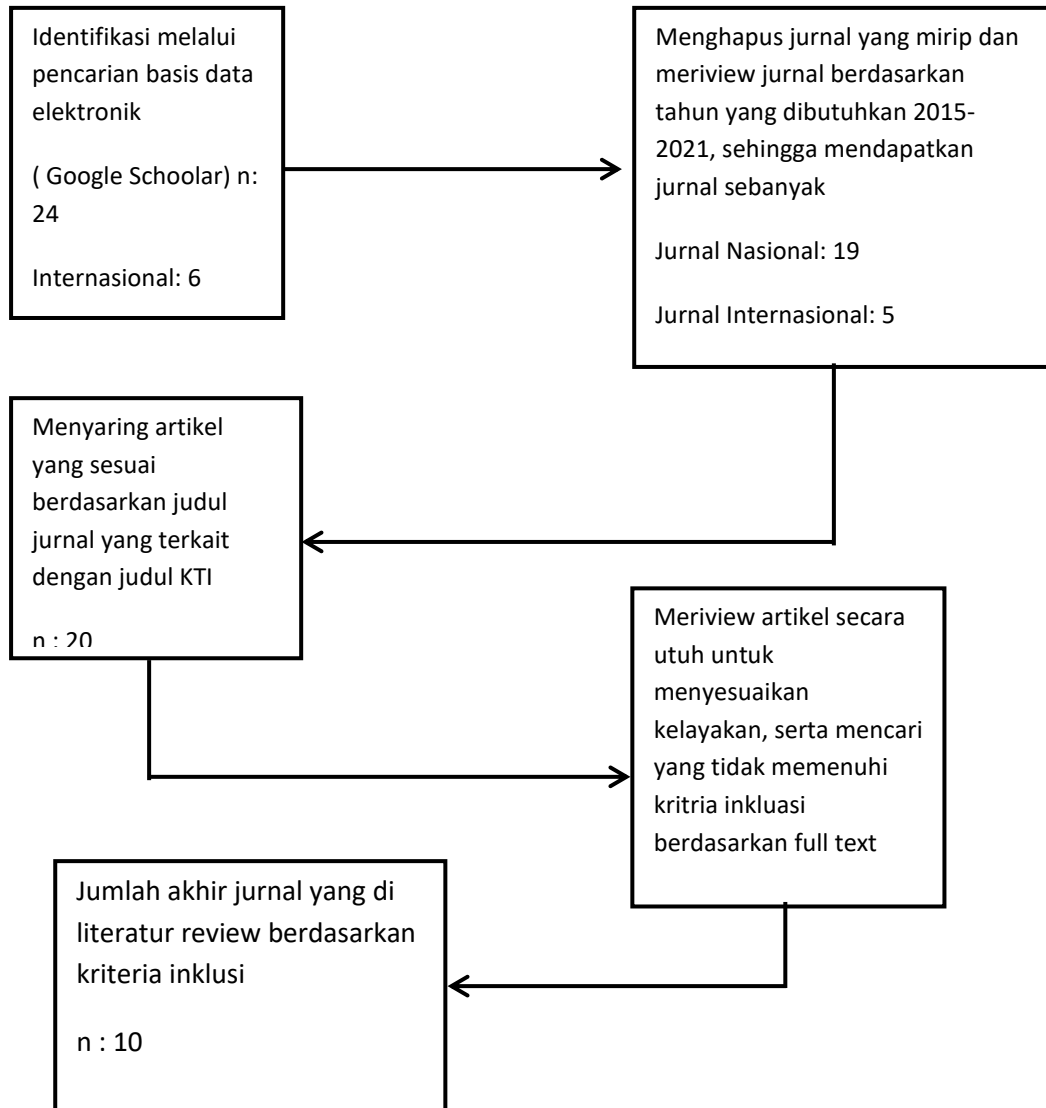 Identifikasi melalui
pencarian basis data
elektronik
( Google Schoolar) n:
24
Internasional: 6
Menghapus jurnal yang mirip dan
meriview jurnal berdasarkan
tahun yang dibutuhkan 2015-
2021, sehingga mendapatkan
jurnal sebanyak
Jurnal Nasional: 19
Jurnal Internasional: 5
Menyaring artikel
yang sesuai
berdasarkan judul
jurnal yang terkait
dengan judul KTI
n : 20
Meriview artikel secara
utuh untuk
menyesuaikan
kelayakan, serta mencari
yang tidak memenuhi
kritria inkluasi
berdasarkan full text
Jumlah akhir jurnal yang di
literatur review berdasarkan
kriteria inklusi
n : 10